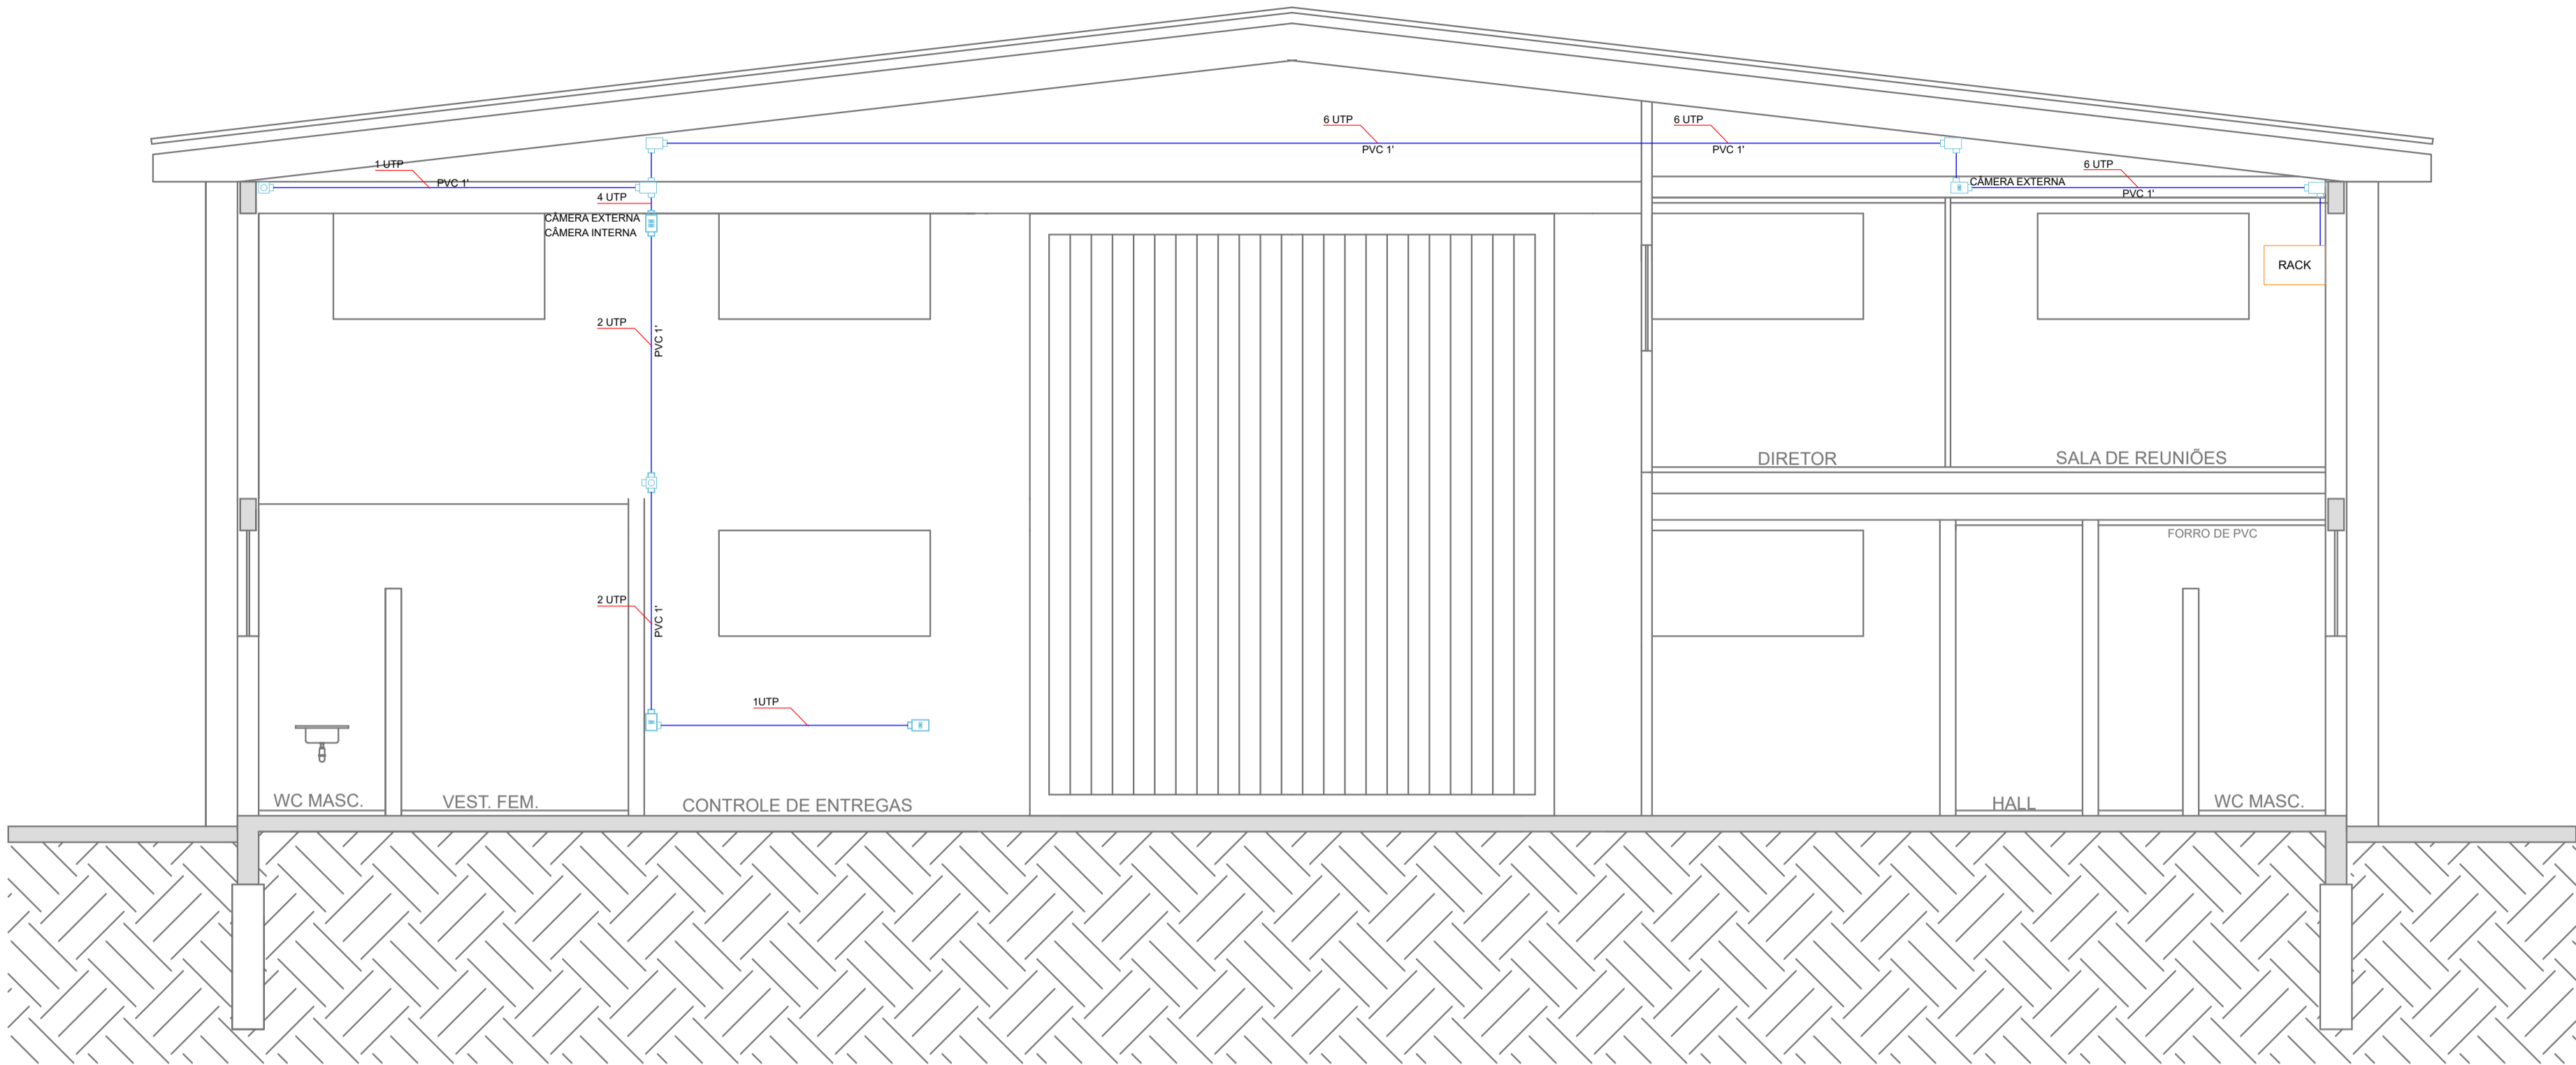 6 UTP
PVC 1'
6 UTP
PVC 1'
1 UTP
PVC 1'
4 UTP
CÂMERA EXTERNA
CÂMERA INTERNA
CÂMERA EXTERNA
6 UTP
PVC 1'
RACK
2 UTP
PVC 1'
DIRETOR
SALA DE REUNIÕES
FORRO DE PVC
2 UTP
PVC 1'
1UTP
WC MASC.
VEST. FEM.
CONTROLE DE ENTREGAS
HALL
WC MASC.